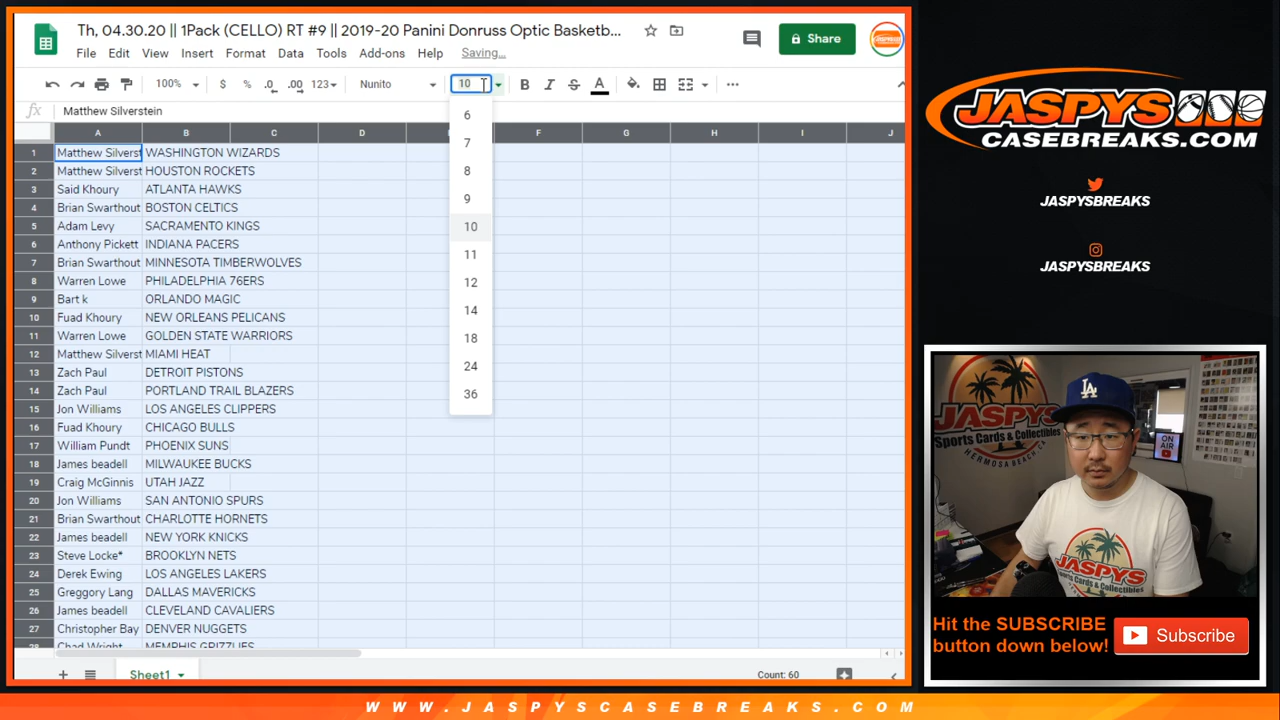 Th, 04.30.20 || 1Pack (CELLO) RT #9 || 2019-20 Panini Donruss Optic Basketb...
Share
File Edit View Insert Format Data Tools Add-ons Help Saving...
100% $ % .0 .00 123 Nunito 10 B I S A
fx Matthew Silverstein
A B C D F G H I J
1 Matthew Silverst WASHINGTON WIZARDS
2 Matthew Silverst HOUSTON ROCKETS
3 Said Khoury ATLANTA HAWKS
4 Brian Swarthout BOSTON CELTICS
5 Adam Levy SACRAMENTO KINGS
6 Anthony Pickett INDIANA PACERS
7 Brian Swarthout MINNESOTA TIMBERWOLVES
8 Warren Lowe PHILADELPHIA 76ERS
9 Bart k ORLANDO MAGIC
10 Fuad Khoury NEW ORLEANS PELICANS
11 Warren Lowe GOLDEN STATE WARRIORS
12 Matthew Silverst MIAMI HEAT
13 Zach Paul DETROIT PISTONS
14 Zach Paul PORTLAND TRAIL BLAZERS
15 Jon Williams LOS ANGELES CLIPPERS
16 Fuad Khoury CHICAGO BULLS
17 William Pundt PHOENIX SUNS
18 James beadell MILWAUKEE BUCKS
19 Craig McGinnis UTAH JAZZ
20 Jon Williams SAN ANTONIO SPURS
21 Brian Swarthout CHARLOTTE HORNETS
22 James beadell NEW YORK KNICKS
23 Steve Locke* BROOKLYN NETS
24 Derek Ewing LOS ANGELES LAKERS
25 Greggory Lang DALLAS MAVERICKS
26 James beadell CLEVELAND CAVALIERS
27 Christopher Bay DENVER NUGGETS
28 Chad Wright MEMPHIS GRIZZLIES
6
7
8
9
10
11
12
14
18
24
36
Sheet1
Count: 60
JASPYS
CASEBREAKS.COM
JASPYSBREAKS
JASPYSBREAKS
JASPYS
Sports Cards & Collectibles
HERMOSA BEACH
ON AIR
LA
JASPYS
Hit the SUBSCRIBE
button down below!
Subscribe
WWW.JASPYSCASEBREAKS.COM